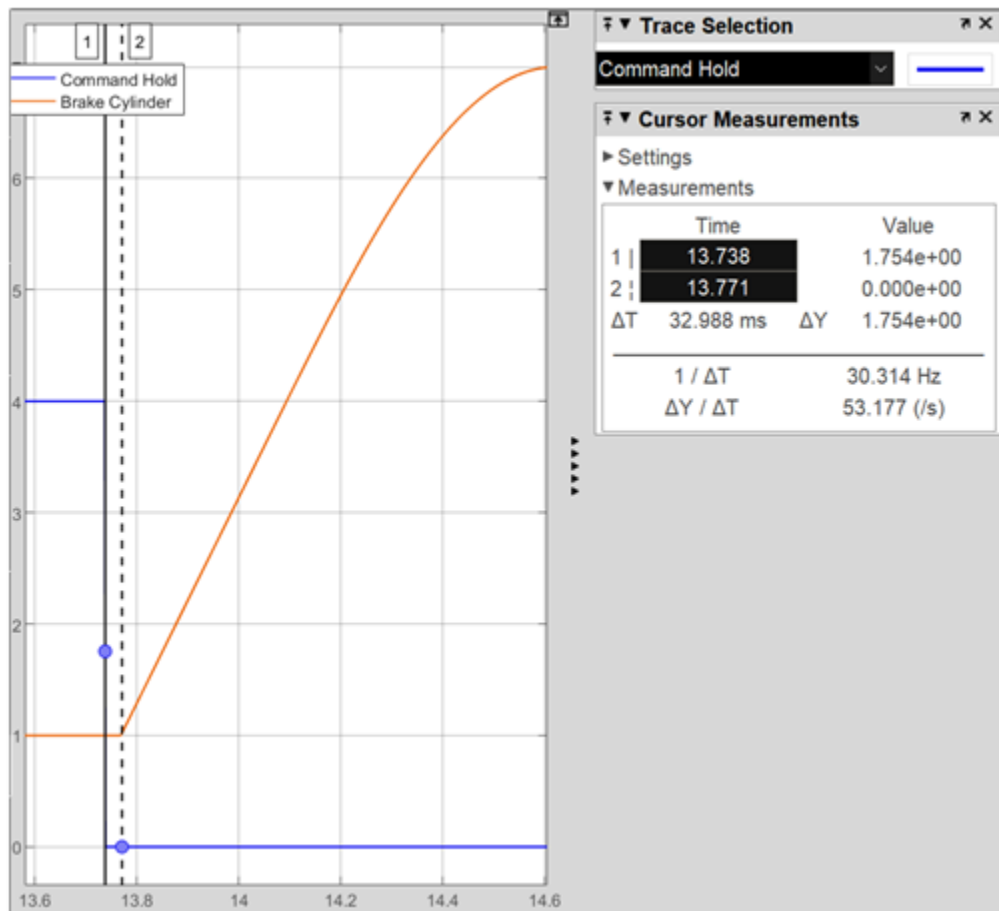 1 2
Command Hold
Brake Cylinder
6
5
4
3
2
1
0
13.6 13.8 14 14.2 14.4 14.6
Trace Selection
Command Hold
Cursor Measurements
Settings
Measurements
Time Value
1 | 13.738 1.754e+00
2 ¦ 13.771 0.000e+00
ΔT 32.988 ms ΔY 1.754e+00
1 / ΔT 30.314 Hz
ΔY / ΔT 53.177 (/s)